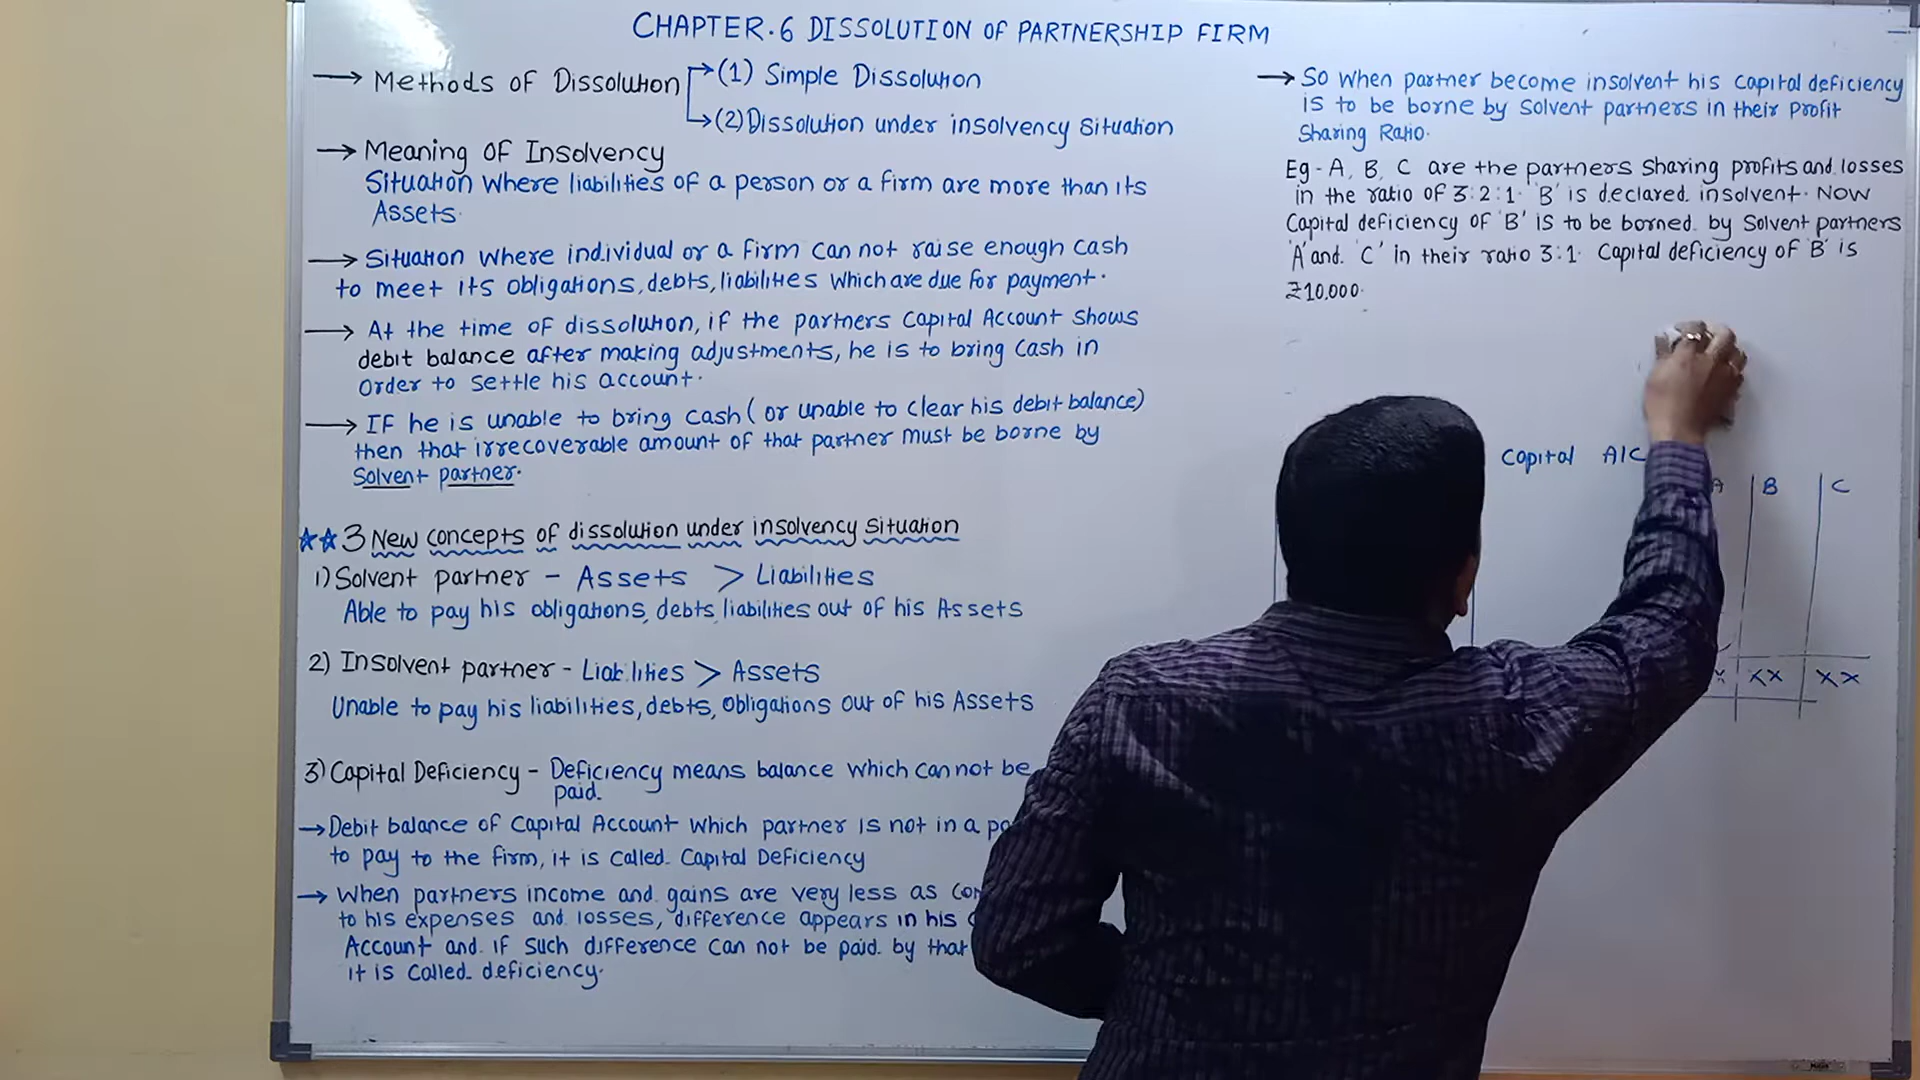 CHAPTER.6 DISSOLUTION OF PARTNERSHIP FIRM
→ Methods of Dissolution
→(1) Simple Dissolution
→(2) Dissolution under insolvency Situation
→ Meaning of Insolvency
Situation where liabilities of a person or a firm are more than its
Assets.
→ Situation where individual or a firm can not raise enough cash
to meet its obligations, debts, liabilities which are due for payment.
→ At the time of dissolution, if the partners capital Account shows
debit balance after making adjustments, he is to bring cash in
order to settle his account.
→ If he is unable to bring cash (or unable to clear his debit balance)
then that irrecoverable amount of that partner must be borne by
Solvent partner.
☆☆ 3 New concepts of dissolution under insolvency situation
1) Solvent partner - Assets > Liabilities
Able to pay his obligations, debts, liabilities out of his Assets
2) Insolvent partner - Liabilities > Assets
Unable to pay his liabilities, debts, obligations out of his Assets
3) Capital Deficiency - Deficiency means balance which can not be
paid.
→ Debit balance of capital Account which partner is not in a
to pay to the firm, it is called Capital Deficiency
→ When partners income and gains are very less as
to his expenses and losses, difference appears in his
Account and if such difference can not be paid by that
it is called deficiency.
→ So when partner become insolvent his capital deficiency
is to be borne by solvent partners in their profit
Sharing Ratio.
Eg - A, B, C are the partners sharing profits and losses
in the ratio of 3:2:1. 'B' is declared insolvent. Now
Capital deficiency of 'B' is to be borned by solvent partners
'A' and 'C' in their ratio 3:1. Capital deficiency of 'B' is
₹10,000.
Capital A/C
A B C
xx xx